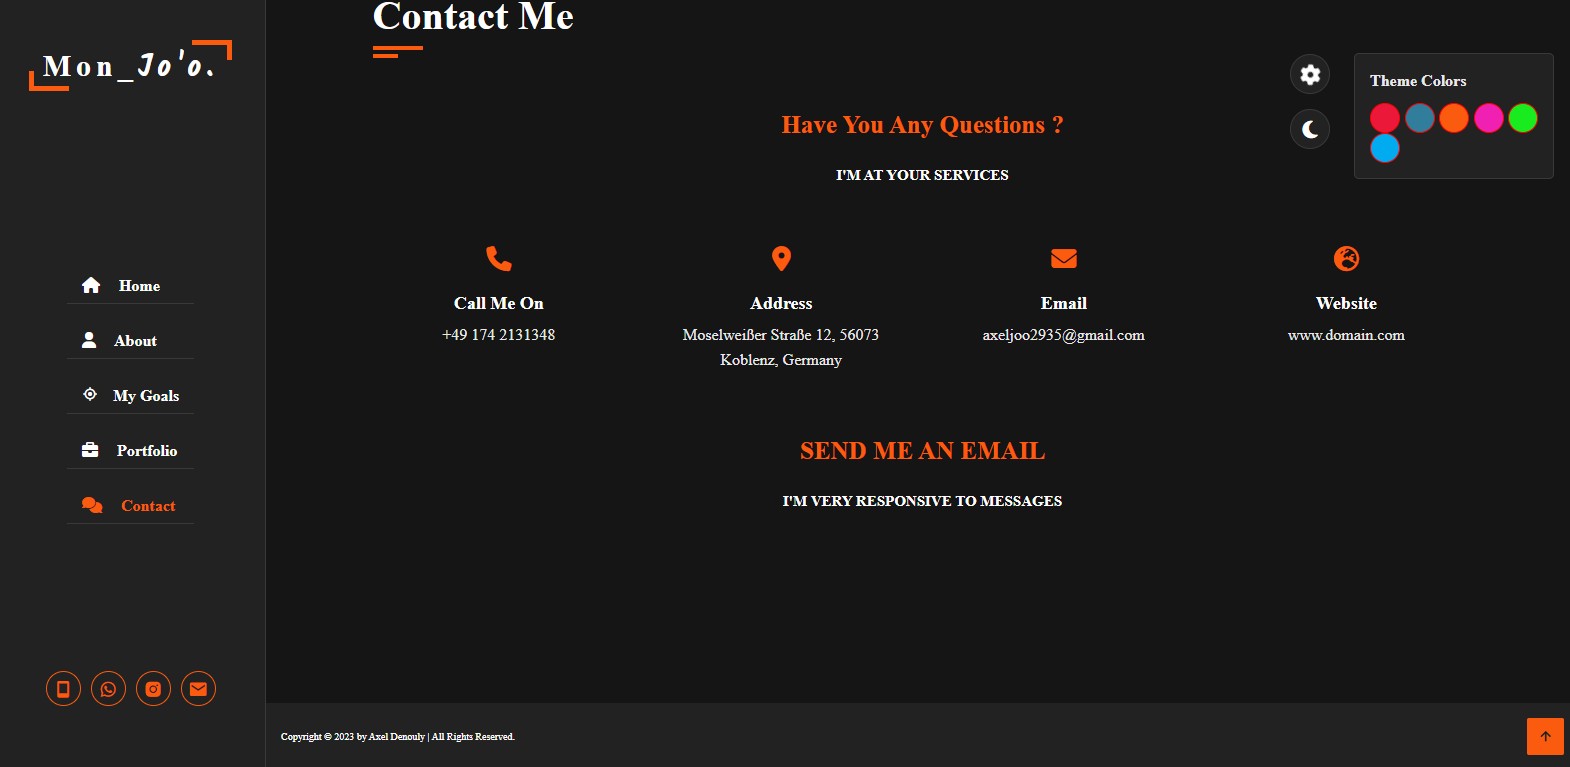 Mon_Jo'o.
Home
About
My Goals
Portfolio
Contact
Contact Me
Theme Colors
Have You Any Questions ?
I'M AT YOUR SERVICES
Call Me On
+49 174 2131348
Address
Moselweißer Straße 12, 56073
Koblenz, Germany
Email
axeljoo2935@gmail.com
Website
www.domain.com
SEND ME AN EMAIL
I'M VERY RESPONSIVE TO MESSAGES
Copyright © 2023 by Axel Denouly | All Rights Reserved.